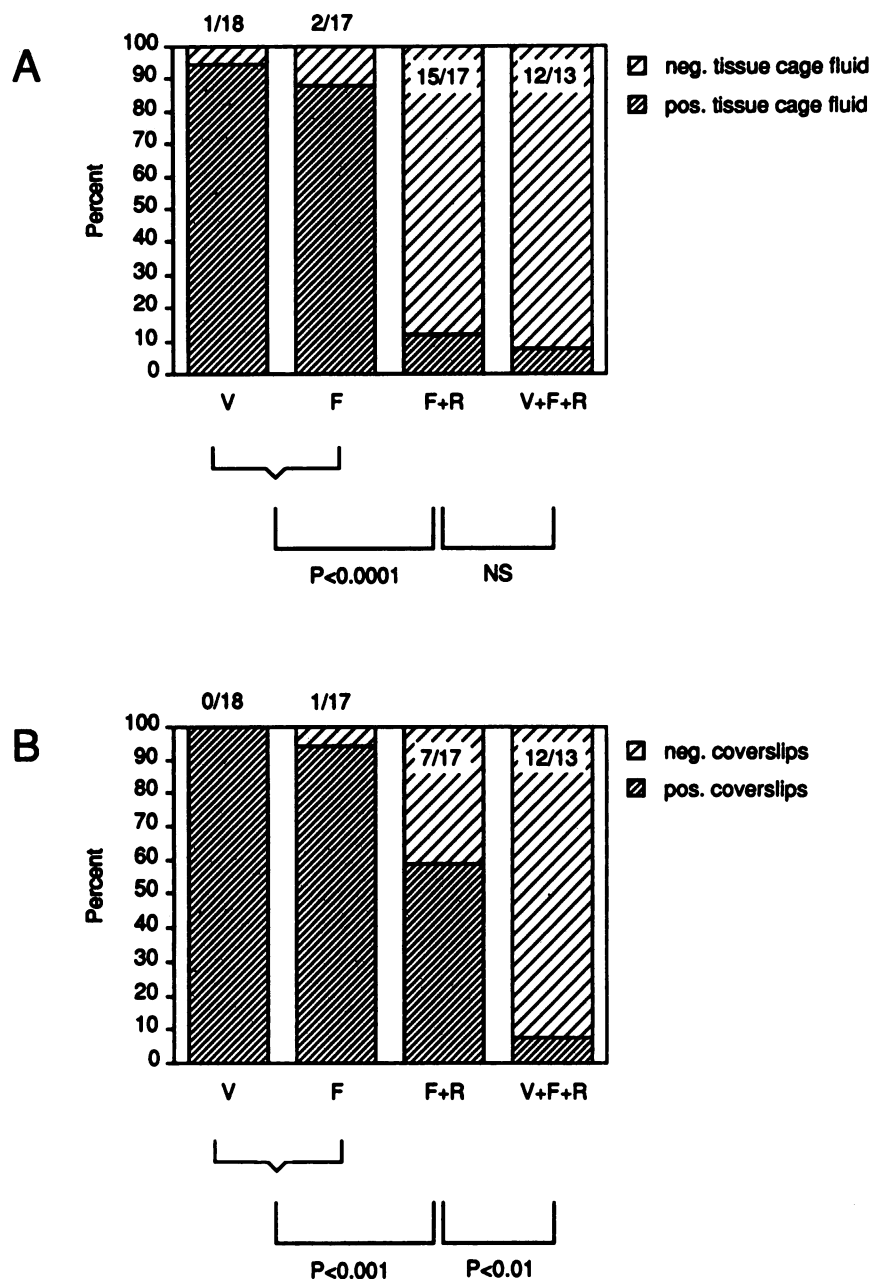 A
1/18 2/17
15/17 12/13
neg. tissue cage fluid
pos. tissue cage fluid
Percent
100
90
80
70
60
50
40
30
20
10
0
V F F+R V+F+R
P<0.0001 NS
B
0/18 1/17
7/17 12/13
neg. coverslips
pos. coverslips
Percent
100
90
80
70
60
50
40
30
20
10
0
V F F+R V+F+R
P<0.001 P<0.01